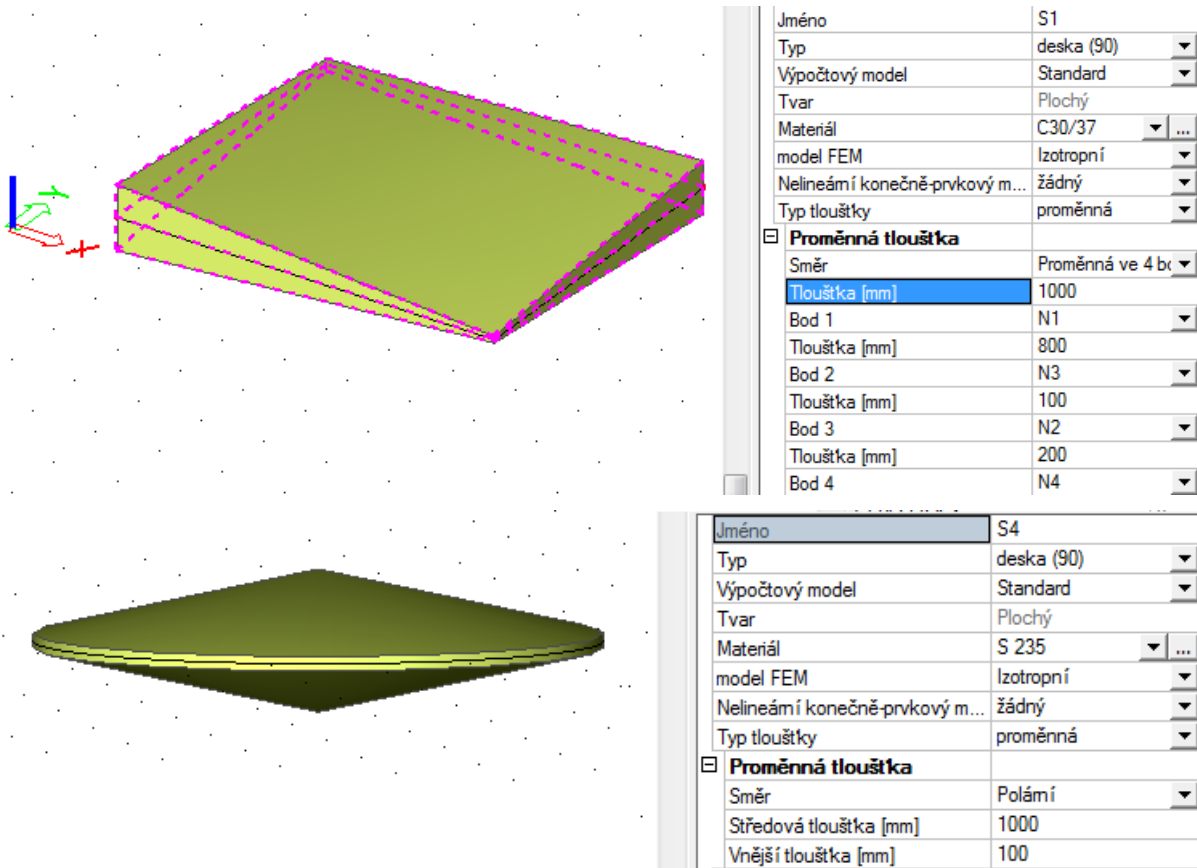 Jméno S1
Typ deska (90)
Výpočtový model Standard
Tvar Plochý
Materiál C30/37 ...
model FEM Izotropní
Nelineární konečně-prvkový m... žádný
Typ tloušťky proměnná
Proměnná tloušťka
Směr Proměnná ve 4 bo
Tloušťka [mm] 1000
Bod 1 N1
Tloušťka [mm] 800
Bod 2 N3
Tloušťka [mm] 100
Bod 3 N2
Tloušťka [mm] 200
Bod 4 N4
Y
X
Jméno S4
Typ deska (90)
Výpočtový model Standard
Tvar Plochý
Materiál S 235 ...
model FEM Izotropní
Nelineární konečně-prvkový m... žádný
Typ tloušťky proměnná
Proměnná tloušťka
Směr Polární
Středová tloušťka [mm] 1000
Vnější tloušťka [mm] 100